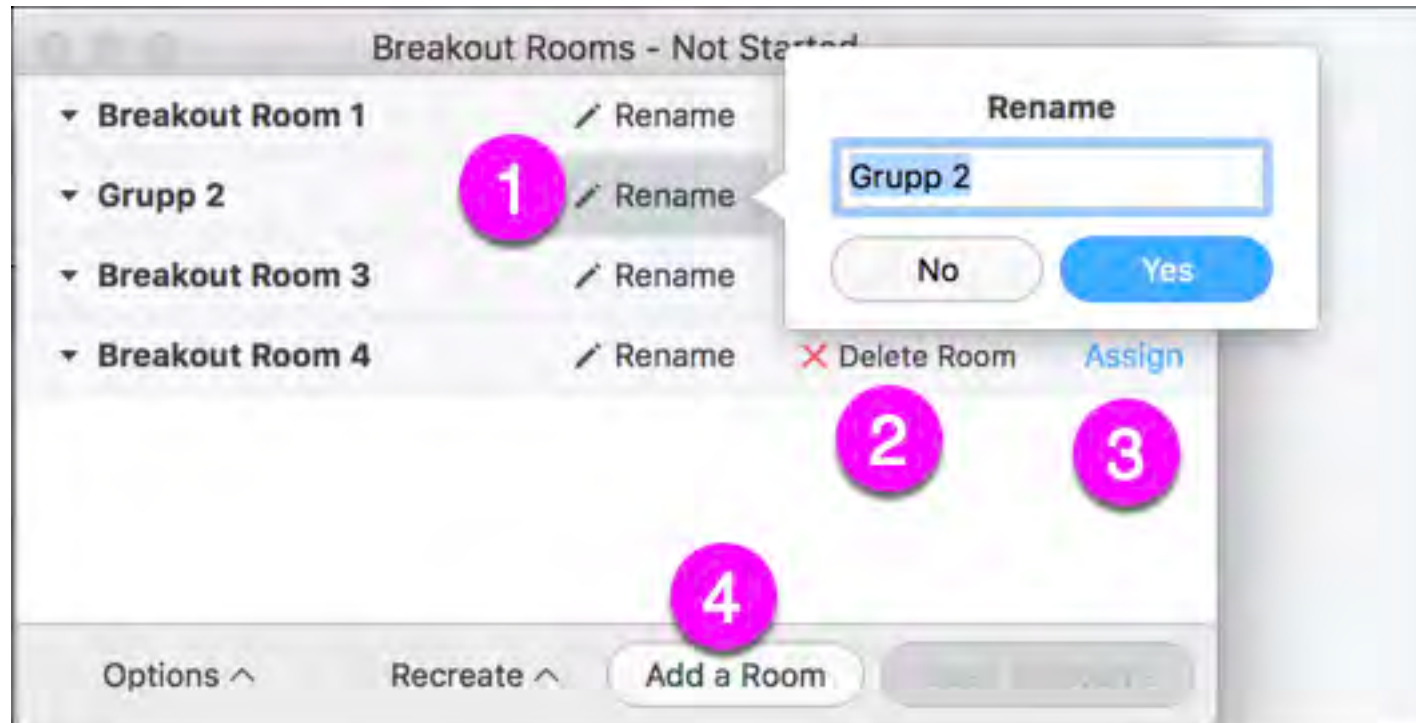 Breakout Rooms - Not Started
Breakout Room 1 Rename
Grupp 2 1 Rename
Breakout Room 3 Rename
Breakout Room 4 Rename Delete Room Assign
Rename
Grupp 2
No Yes
2 3
4
Options Recreate Add a Room